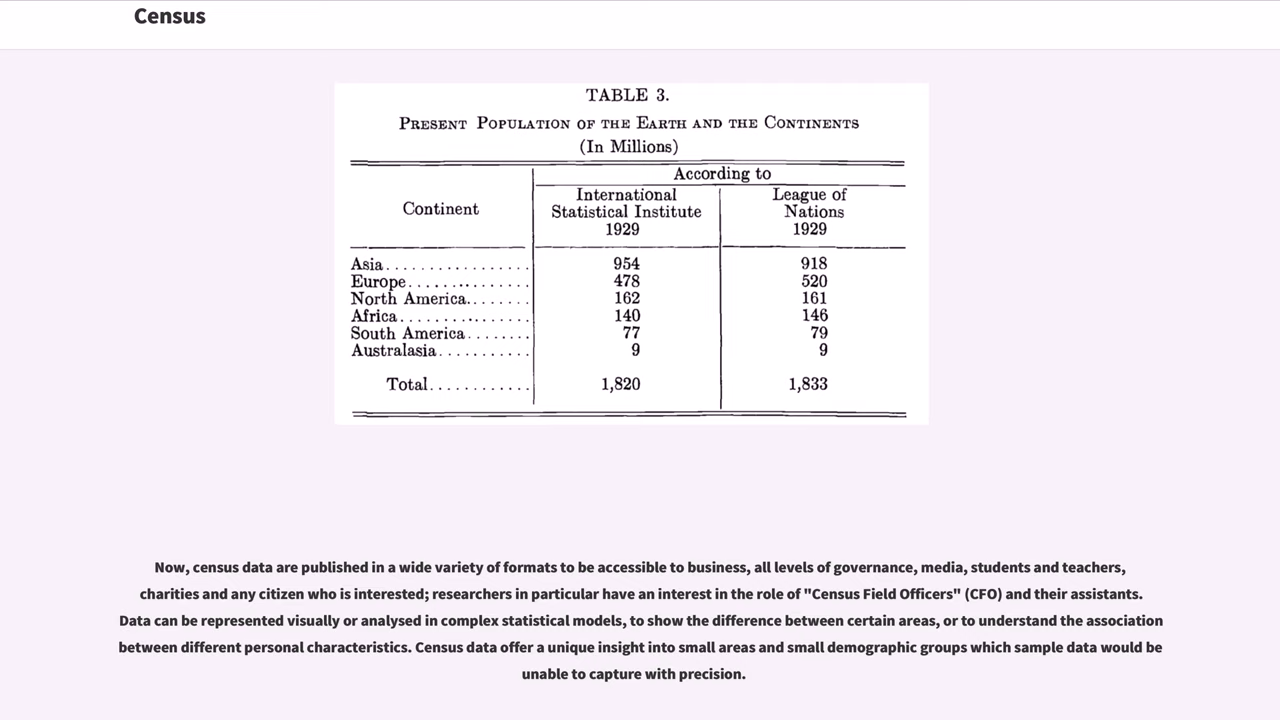 Census
TABLE 3.
PRESENT POPULATION OF THE EARTH AND THE CONTINENTS
(In Millions)
According to
Continent
International
Statistical Institute
1929
League of
Nations
1929
Asia................. 954 918
Europe.............. 478 520
North America........ 162 161
Africa............... 140 146
South America........ 77 79
Australasia........... 9 9
Total............ 1,820 1,833
Now, census data are published in a wide variety of formats to be accessible to business, all levels of governance, media, students and teachers,
charities and any citizen who is interested; researchers in particular have an interest in the role of "Census Field Officers" (CFO) and their assistants.
Data can be represented visually or analysed in complex statistical models, to show the difference between certain areas, or to understand the association
between different personal characteristics. Census data offer a unique insight into small areas and small demographic groups which sample data would be
unable to capture with precision.